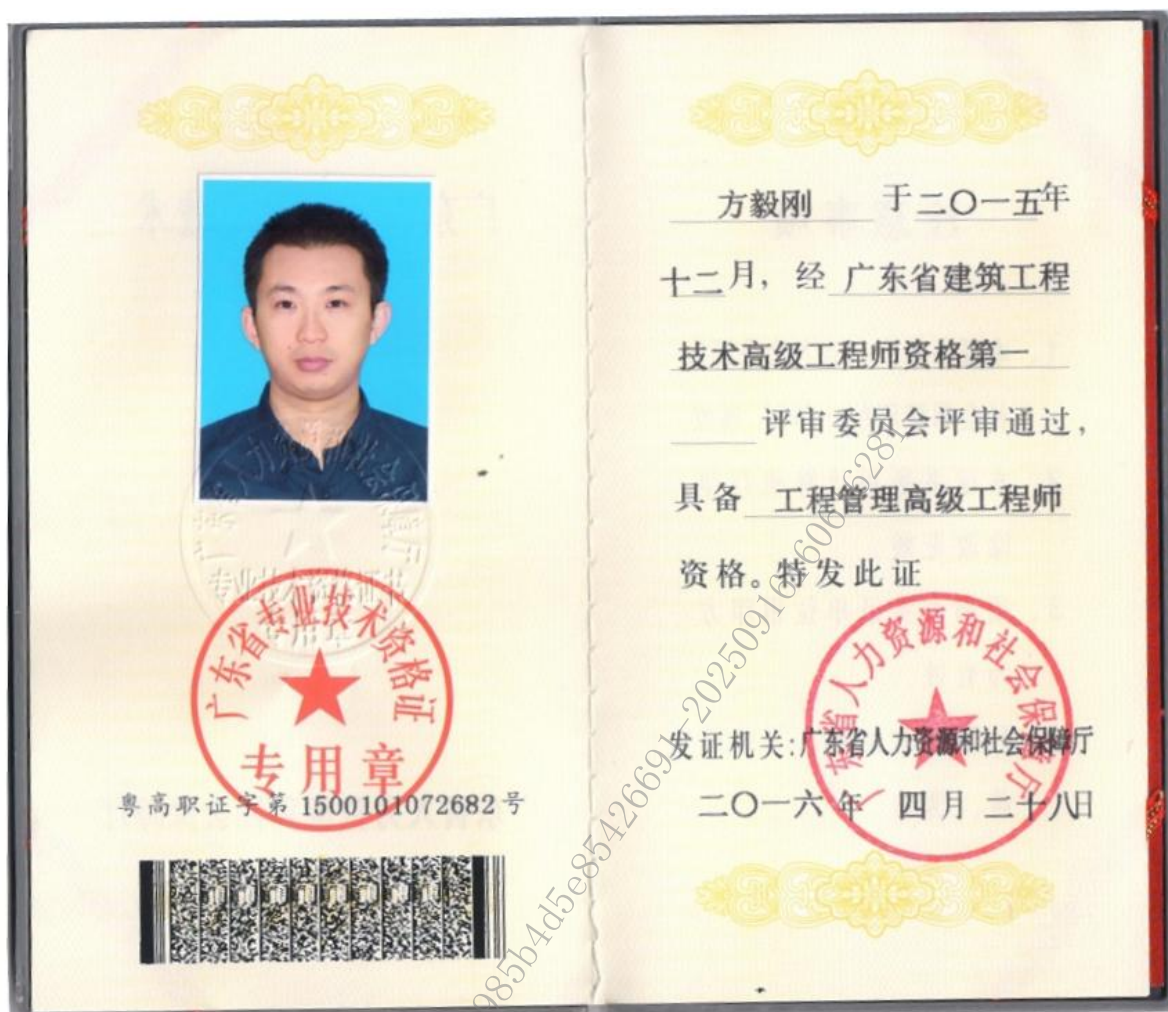 广东省专业技术资格证
专用章
粤高职证字第 1500101072682 号
方毅刚 于二〇一五年
十二月，经 广东省建筑工程
技术高级工程师资格第一
评审委员会评审通过，
具备 工程管理高级工程师
资格。特发此证
广东省人力资源和社会保障厅
发证机关:广东省人力资源和社会保障厅
二〇一六年 四月 二十八日